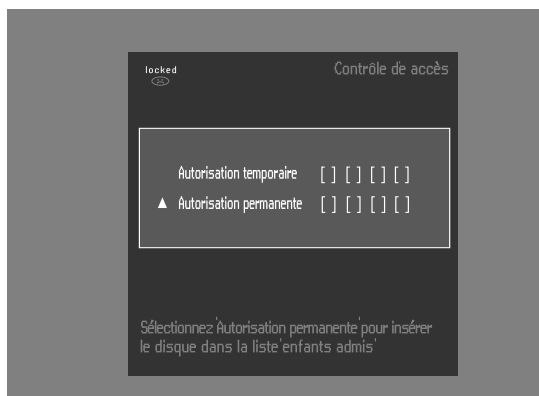 locked
Contrôle de accès
Autorisation temporaire [ ] [ ] [ ] [ ]
▲ Autorisation permanente [ ] [ ] [ ] [ ]
Sélectionnez 'Autorisation permanente' pour insérer
le disque dans la liste 'enfants admis'